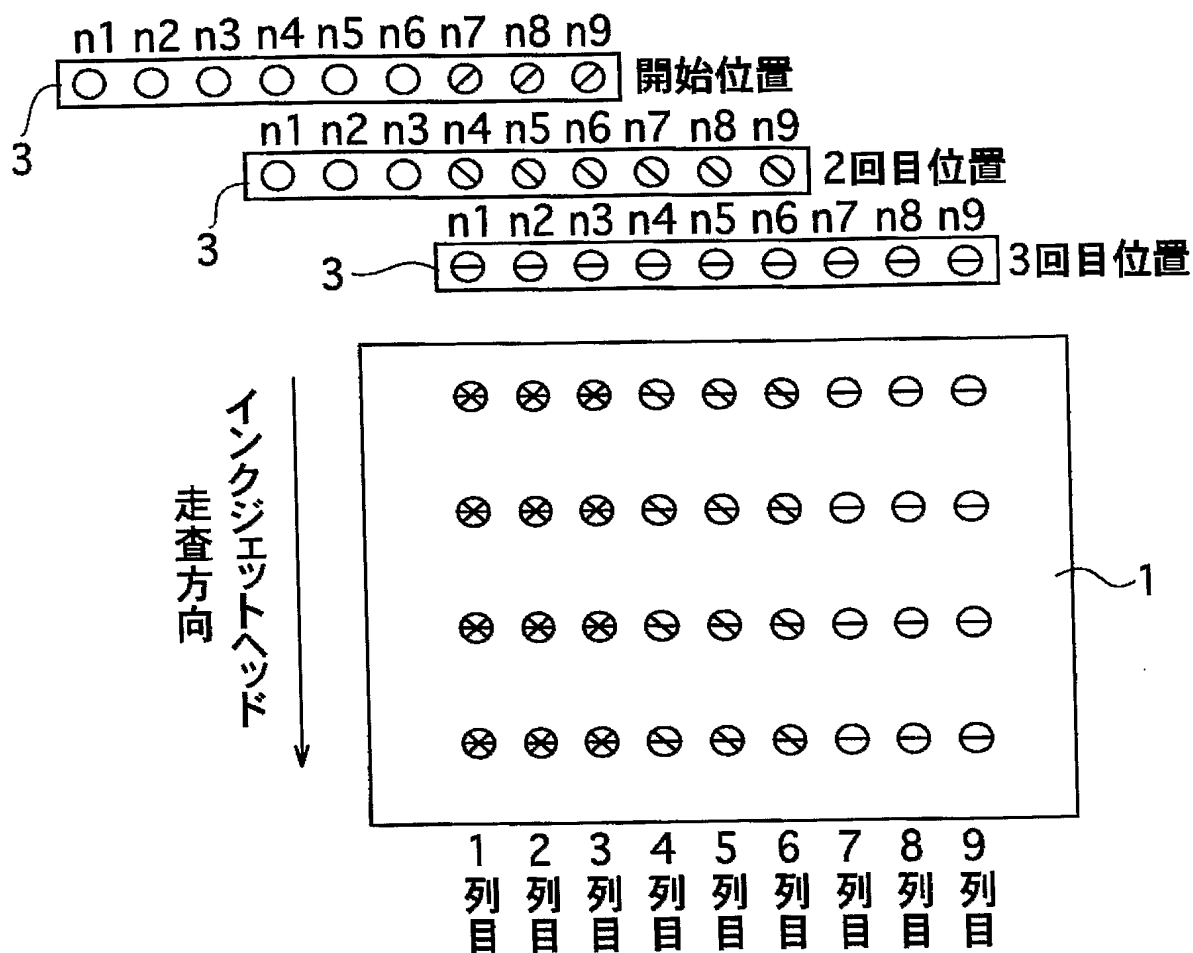 n1 n2 n3 n4 n5 n6 n7 n8 n9
開始位置
3
n1 n2 n3 n4 n5 n6 n7 n8 n9
2回目位置
3
n1 n2 n3 n4 n5 n6 n7 n8 n9
3回目位置
3
インクジェットヘッド
走査方向
1
1列目 2列目 3列目 4列目 5列目 6列目 7列目 8列目 9列目